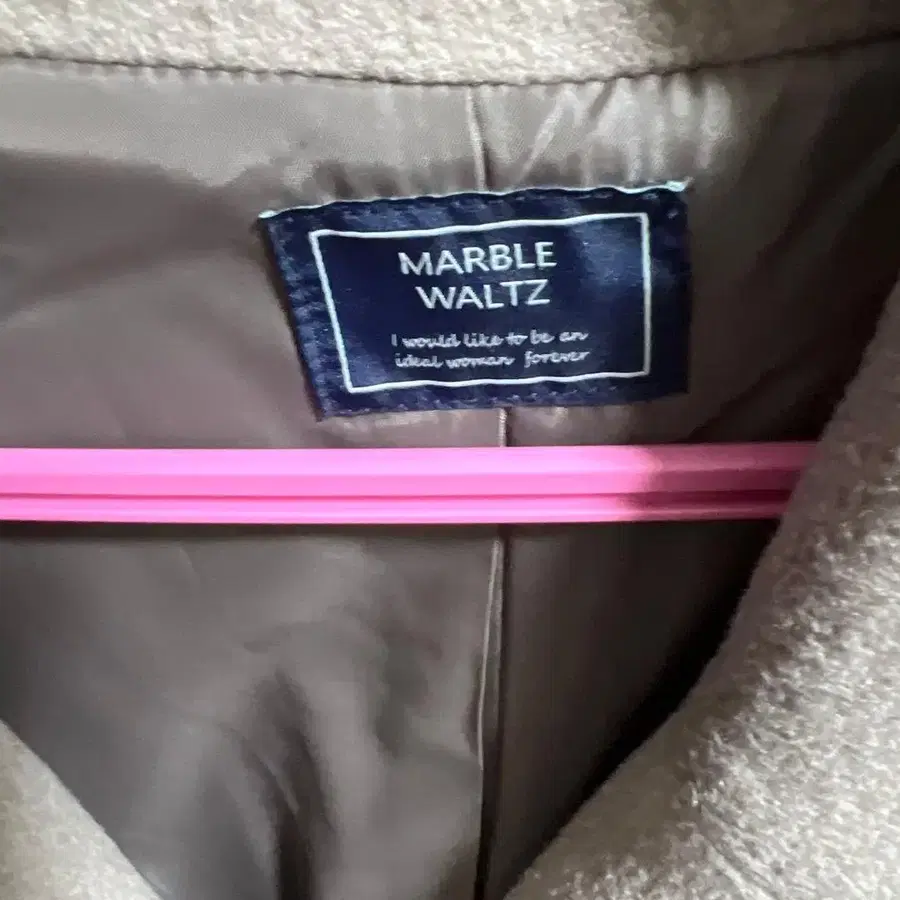 MARBLE
WALTZ
I would like to be an
ideal woman forever